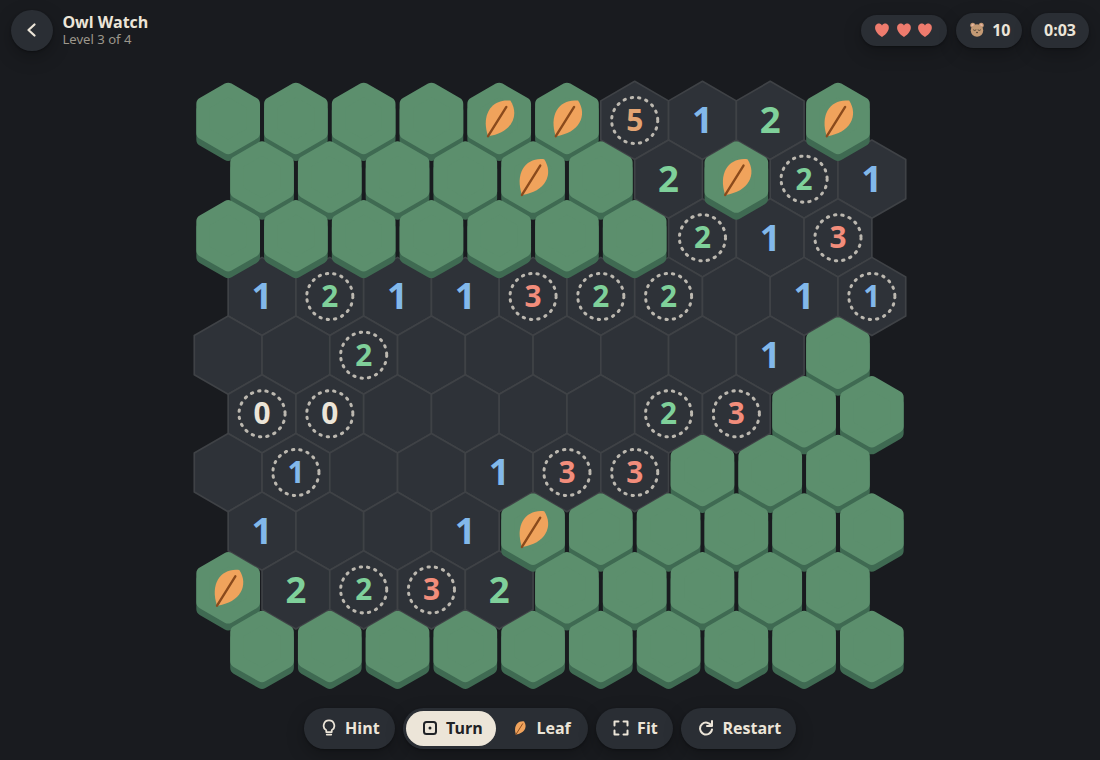 Owl Watch
Level 3 of 4
10
0:03
5 1 2
2 2 1
2 1 3
1 2 1 1 3 2 2 1 1
2 1
0 0 2 3
1 1 3 3
1 1
2 2 3 2
Hint
Turn
Leaf
Fit
Restart